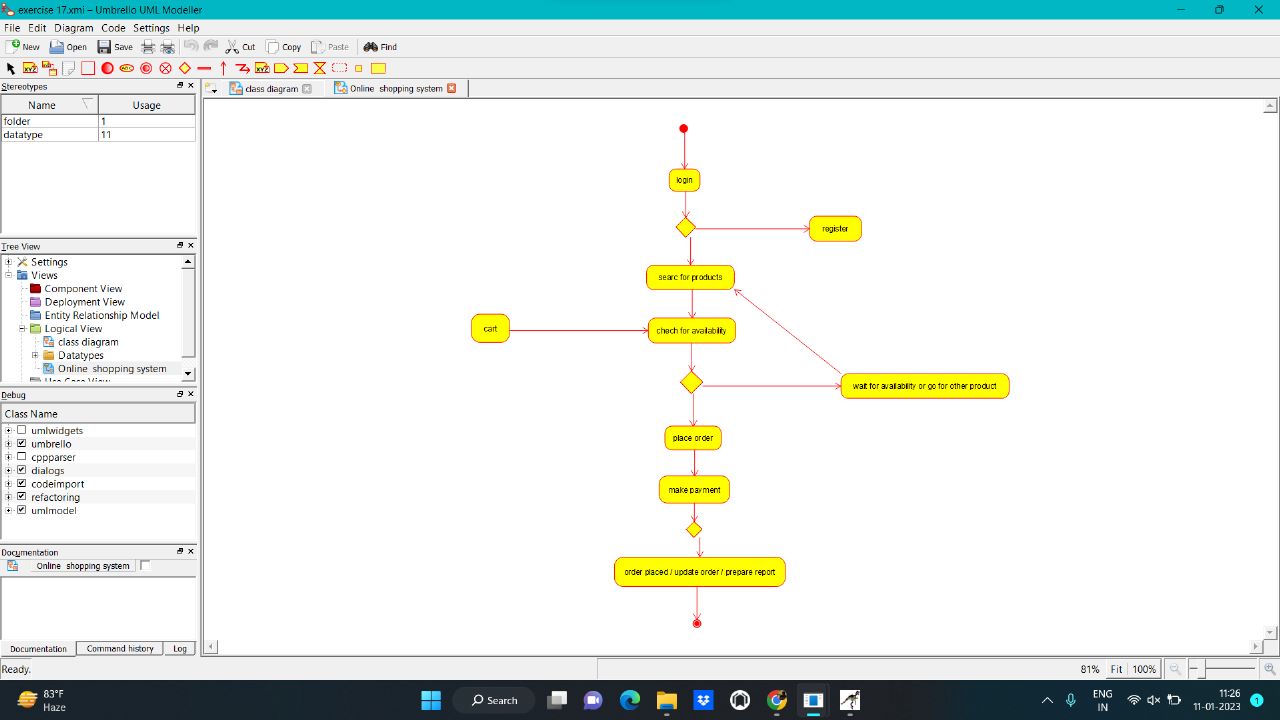 exercise 17.xmi – Umbrello UML Modeller
File Edit Diagram Code Settings Help
New Open Save Cut Copy Paste Find
Stereotypes
Name Usage
folder 1
datatype 11
Tree View
Settings
Views
Component View
Deployment View
Entity Relationship Model
Logical View
class diagram
Datatypes
Online shopping system
Debug
Class Name
umlwidgets
umbrello
cppparser
dialogs
codeimport
refactoring
umlmodel
Documentation
Online shopping system
Documentation Command history Log
Ready.
class diagram Online shopping system
login
register
searc for products
cart
chech for availability
wait for availability or go for other product
place order
make payment
order placed / update order / prepare report
81% Fit 100%
83°F
Haze
Search
ENG
IN
11:26
11-01-2023
1